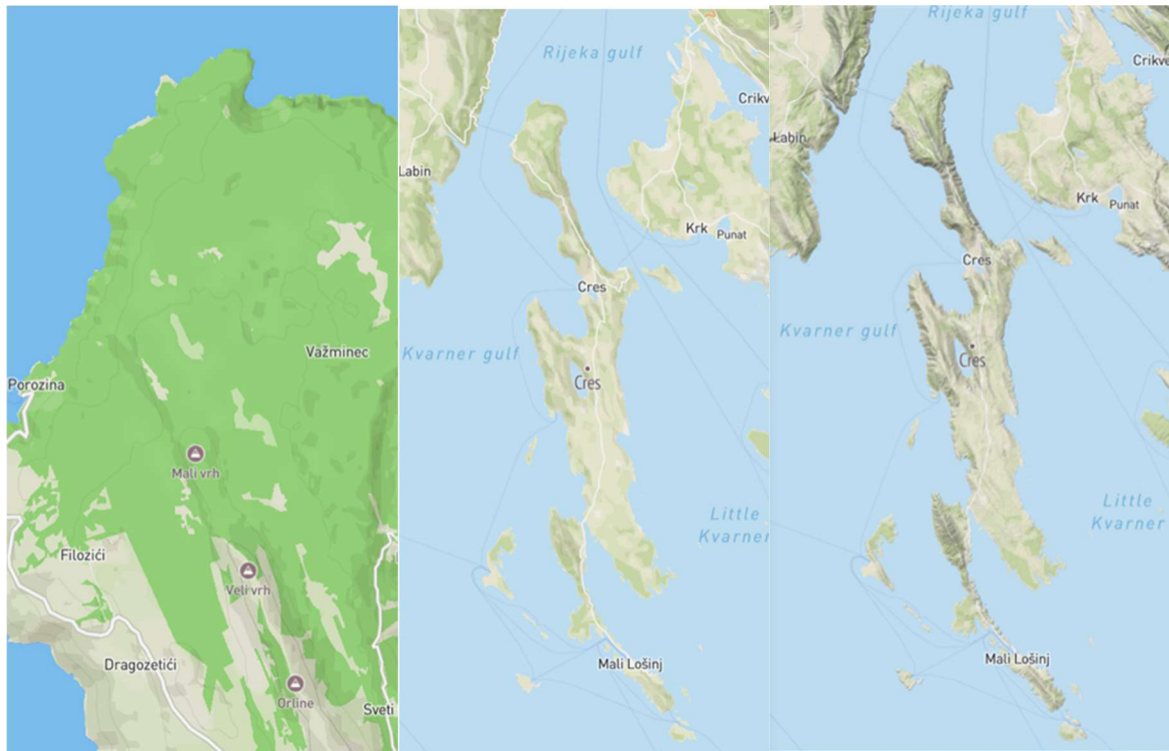 Porozina
Važminec
Mali vrh
Filozići
Veli vrh
Dragozetići
Orline
Sveti
Rijeka gulf
Crikv
Labin
Krk
Punat
Cres
Kvarner gulf
Cres
Little
Kvarner
Mali Lošinj
Rijeka gulf
Crikve
Labin
Krk
Punat
Cres
Kvarner gulf
Cres
Little
Kvarner
Mali Lošinj